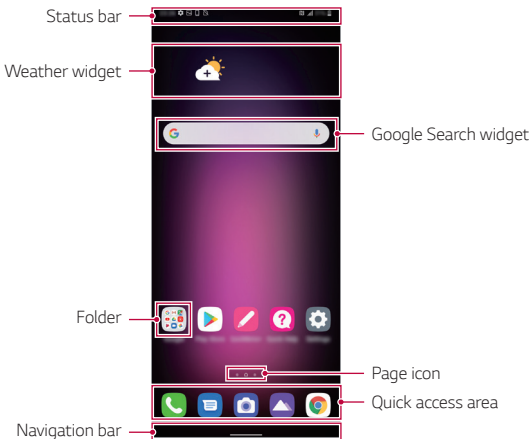 Status bar
Weather widget
Google Search widget
Folder
Page icon
Quick access area
Navigation bar